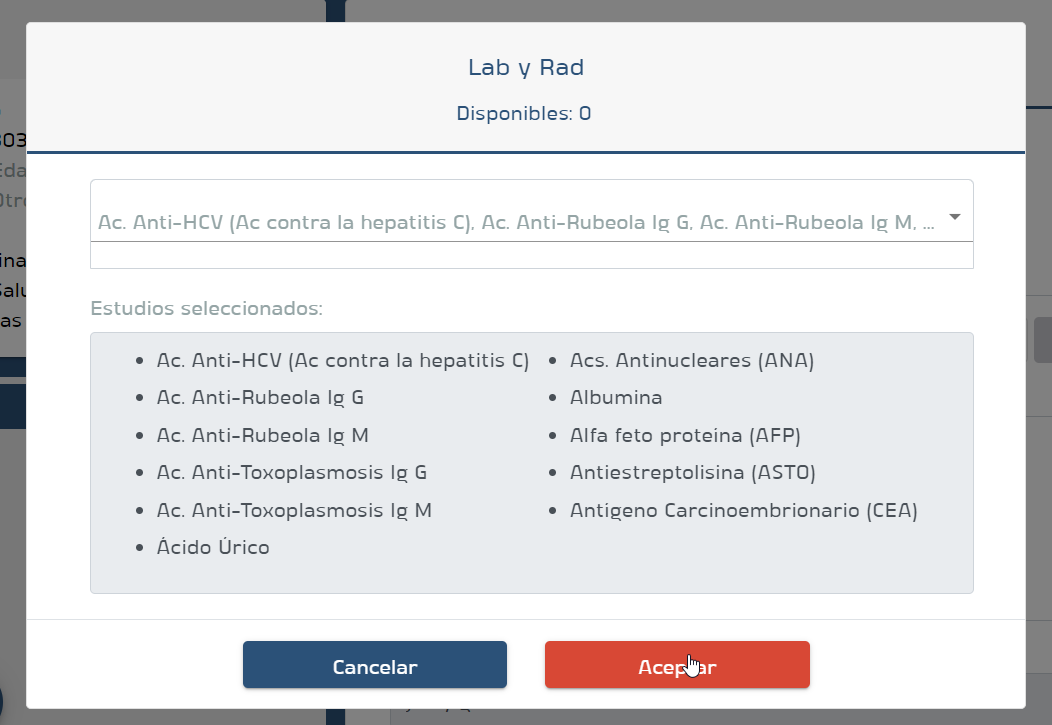 Lab y Rad
Disponibles: 0
Ac. Anti-HCV (Ac contra la hepatitis C), Ac. Anti-Rubeola Ig G, Ac. Anti-Rubeola Ig M, ...
Estudios seleccionados:
• Ac. Anti-HCV (Ac contra la hepatitis C)
• Ac. Anti-Rubeola Ig G
• Ac. Anti-Rubeola Ig M
• Ac. Anti-Toxoplasmosis Ig G
• Ac. Anti-Toxoplasmosis Ig M
• Ácido Úrico
• Acs. Antinucleares (ANA)
• Albumina
• Alfa feto proteina (AFP)
• Antiestreptolisina (ASTO)
• Antigeno Carcinoembrionario (CEA)
Cancelar
Aceptar